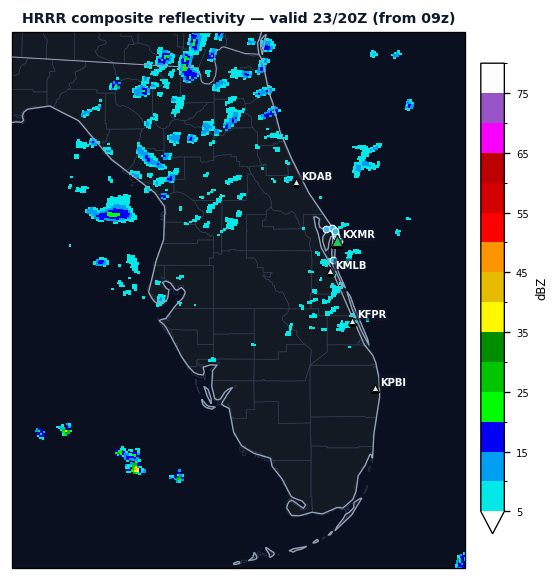 HRRR composite reflectivity — valid 23/20Z (from 09z)
75
65
55
45
35
25
15
5
dBZ
KDAB
KXMR
KMLB
KFPR
KPBI